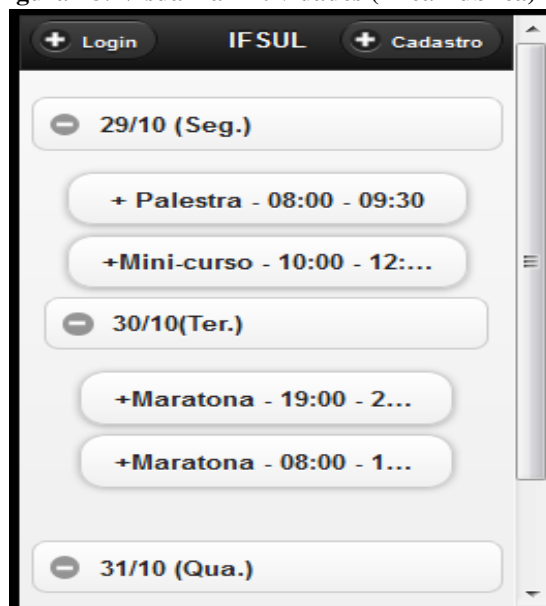 Login IFSUL Cadastro
29/10 (Seg.)
+ Palestra - 08:00 - 09:30
+Mini-curso - 10:00 - 12:...
30/10(Ter.)
+Maratona - 19:00 - 2...
+Maratona - 08:00 - 1...
31/10 (Qua.)